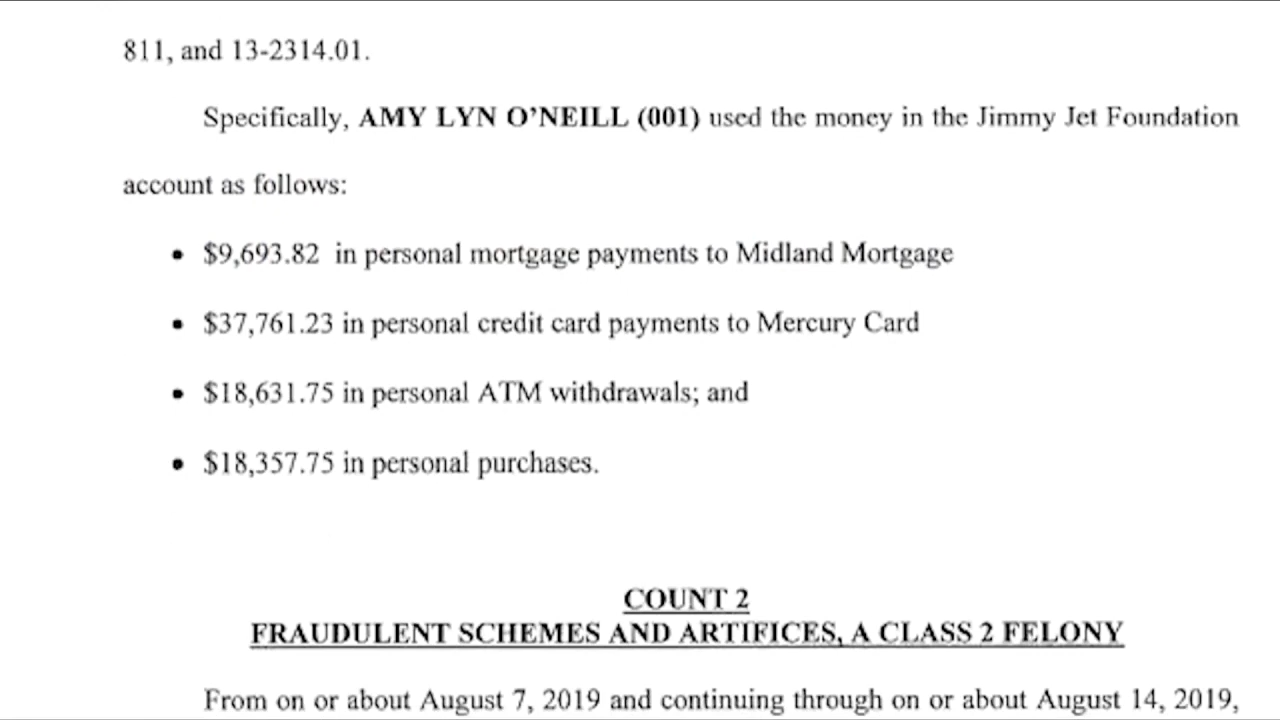 811, and 13-2314.01.
Specifically, AMY LYN O’NEILL (001) used the money in the Jimmy Jet Foundation
account as follows:
• $9,693.82 in personal mortgage payments to Midland Mortgage
• $37,761.23 in personal credit card payments to Mercury Card
• $18,631.75 in personal ATM withdrawals; and
• $18,357.75 in personal purchases.
COUNT 2
FRAUDULENT SCHEMES AND ARTIFICES, A CLASS 2 FELONY
From on or about August 7, 2019 and continuing through on or about August 14, 2019,